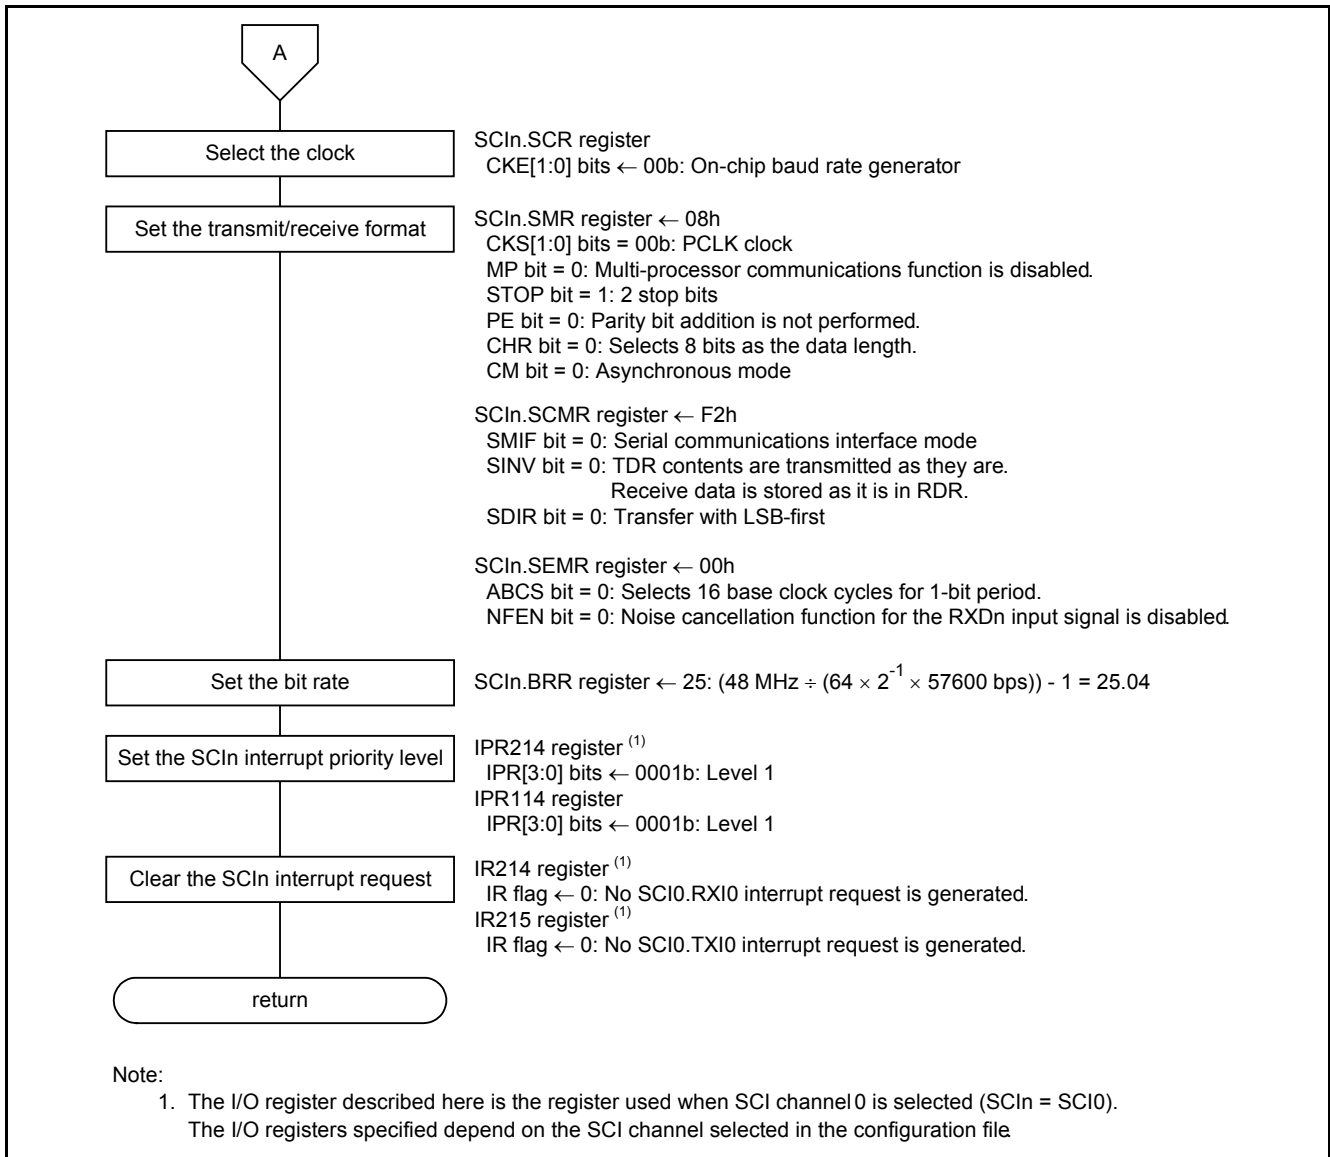 A
Select the clock
SCIn.SCR register
CKE[1:0] bits ← 00b: On-chip baud rate generator
Set the transmit/receive format
SCIn.SMR register ← 08h
CKS[1:0] bits = 00b: PCLK clock
MP bit = 0: Multi-processor communications function is disabled.
STOP bit = 1: 2 stop bits
PE bit = 0: Parity bit addition is not performed.
CHR bit = 0: Selects 8 bits as the data length.
CM bit = 0: Asynchronous mode
SCIn.SCMR register ← F2h
SMIF bit = 0: Serial communications interface mode
SINV bit = 0: TDR contents are transmitted as they are.
Receive data is stored as it is in RDR.
SDIR bit = 0: Transfer with LSB-first
SCIn.SEMR register ← 00h
ABCS bit = 0: Selects 16 base clock cycles for 1-bit period.
NFEN bit = 0: Noise cancellation function for the RXDn input signal is disabled.
Set the bit rate
SCIn.BRR register ← 25: (48 MHz ÷ (64 × 2^-1 × 57600 bps)) - 1 = 25.04
Set the SCIn interrupt priority level
IPR214 register (1)
IPR[3:0] bits ← 0001b: Level 1
IPR114 register
IPR[3:0] bits ← 0001b: Level 1
Clear the SCIn interrupt request
IR214 register (1)
IR flag ← 0: No SCI0.RXI0 interrupt request is generated.
IR215 register (1)
IR flag ← 0: No SCI0.TXI0 interrupt request is generated.
return
Note:
1. The I/O register described here is the register used when SCI channel 0 is selected (SCIn = SCI0).
The I/O registers specified depend on the SCI channel selected in the configuration file.